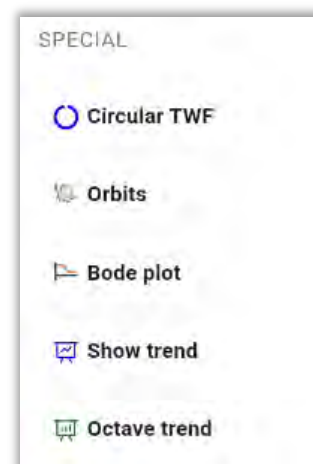 SPECIAL
Circular TWF
Orbits
Bode plot
Show trend
Octave trend